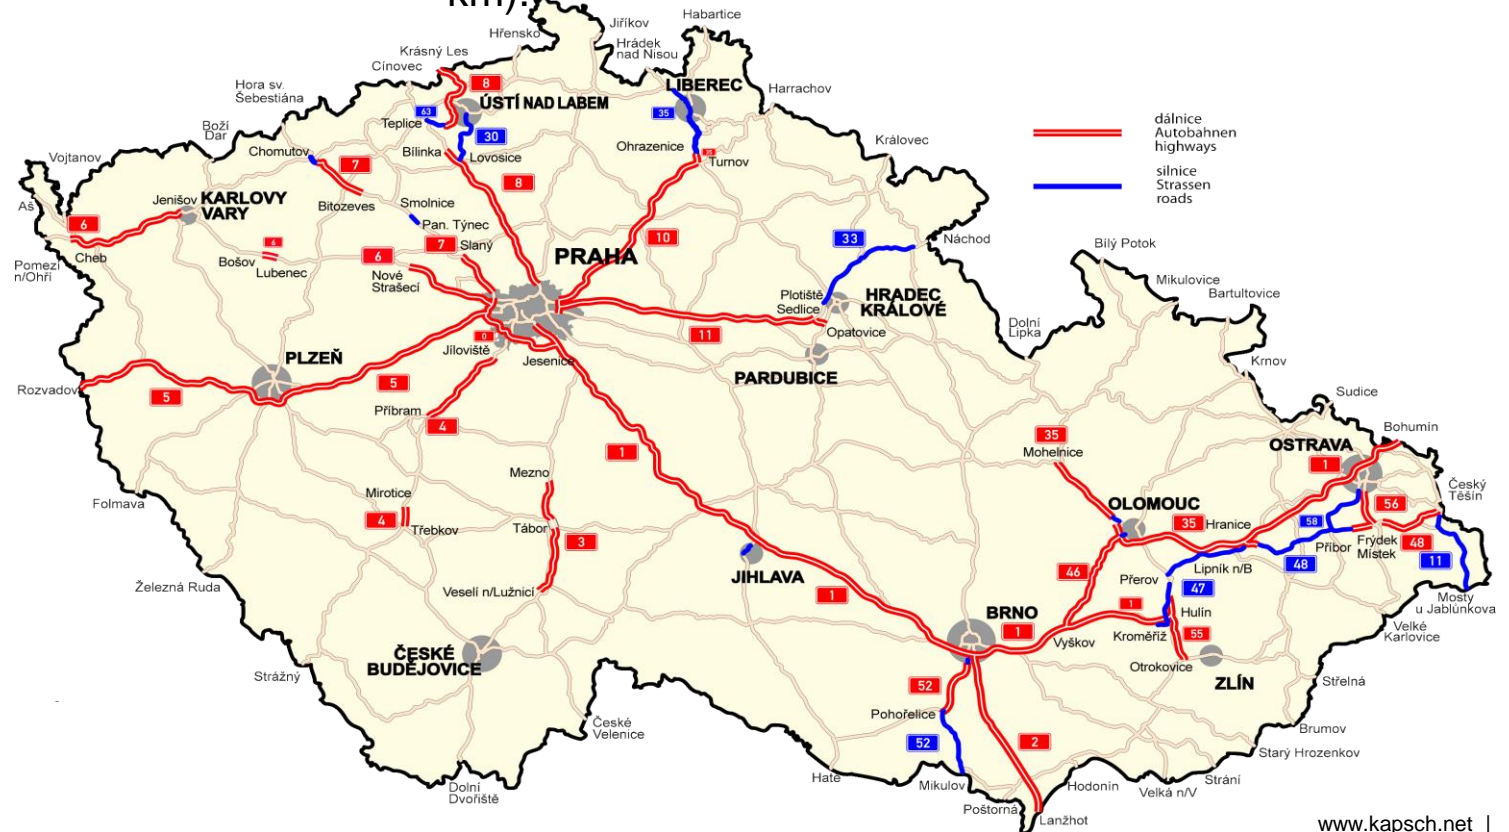 km).
Habartice
Jiříkov
Hřensko
Hrádek
nad Nisou
Krásný Les
Cínovec
8
ÚSTÍ NAD LABEM
LIBEREC
Harrachov
Hora sv.
Šebestiána
63
Teplice
30
35
dálnice
Autobahnen
highways
Boží
Dar
Bílinka
Lovosice
Ohrazenice
35
Turnov
Královec
Vojtanov
Chomutov
7
8
silnice
Strassen
roads
Aš
Jenišov
KARLOVY
VARY
Bitozeves
Smolnice
Pan. Týnec
6
Cheb
6
Bošov
Lubenec
6
7
Slaný
Nové
Strašecí
PRAHA
10
33
Náchod
Bílý Potok
Pomezí
n/Ohří
Mikulovice
Bartultovice
Plotiště
Sedlice
HRADEC
KRÁLOVÉ
Opatovice
Dolní
Lipka
0
Jíloviště
Jesenice
11
PLZEŇ
PARDUBICE
Krnov
Rozvadov
5
5
Příbram
4
Sudice
1
35
Mohelnice
OSTRAVA
Bohumín
1
Mezno
Český
Těšín
Folmava
Mirotice
4
Třebkov
Tábor
3
OLOMOUC
35
Hranice
58
56
Příbor
Frýdek
Místek
48
48
11
JIHLAVA
46
Přerov
Lipník n/B
Železná Ruda
Veselí n/Lužnicí
1
47
Mosty
u Jablúnkova
BRNO
1
1
Hulín
Vyškov
Kroměříž
55
Velké
Karlovice
ČESKÉ
BUDĚJOVICE
Otrokovice
ZLÍN
Strážný
52
Střelná
Pohořelice
České
Velenice
52
2
Brumov
Starý Hrozenkov
Haté
Mikulov
Strání
Dolní
Dvořiště
Hodonín
Velká n/V
Poštorná
Lanžhot
www.kapsch.net |